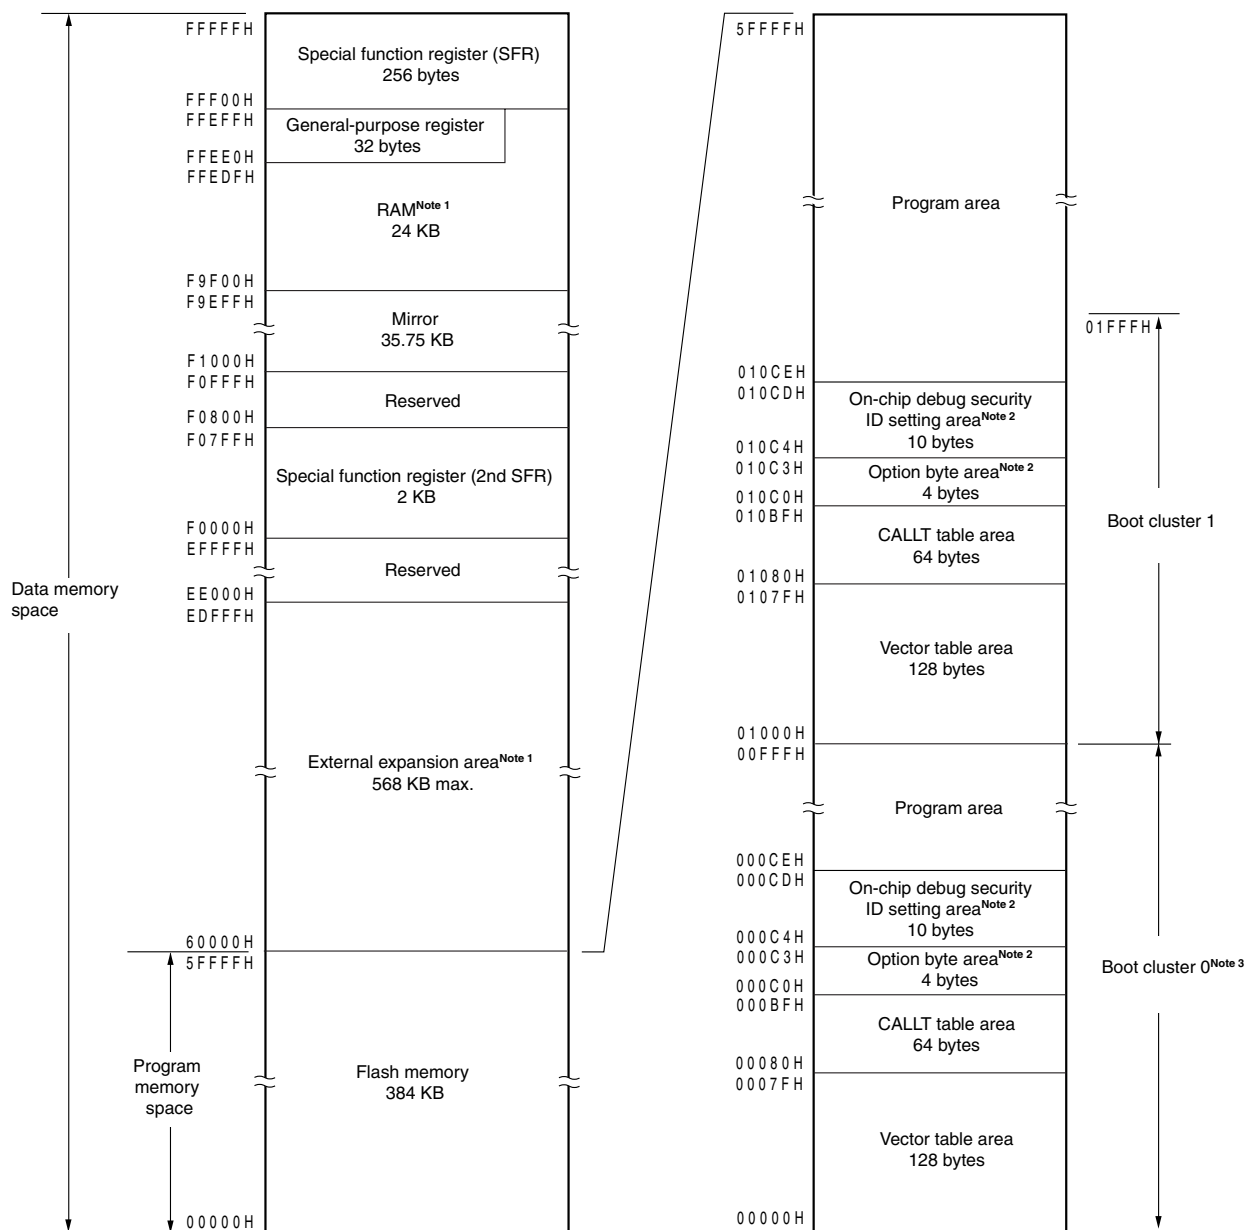 FFFFFH
Special function register (SFR)
256 bytes
FFF00H
FFEFFH
General-purpose register
32 bytes
FFEE0H
FFEDFH
RAMNote 1
24 KB
F9F00H
F9EFFH
Mirror
35.75 KB
F1000H
F0FFFH
Reserved
F0800H
F07FFH
Special function register (2nd SFR)
2 KB
F0000H
EFFFFH
Reserved
EE000H
EDFFFH
Data memory
space
External expansion areaNote 1
568 KB max.
60000H
5FFFFH
Program
memory
space
Flash memory
384 KB
00000H
5FFFFH
Program area
01FFFH
010CEH
010CDH
On-chip debug security
ID setting areaNote 2
10 bytes
010C4H
010C3H
Option byte areaNote 2
4 bytes
010C0H
010BFH
Boot cluster 1
CALLT table area
64 bytes
01080H
0107FH
Vector table area
128 bytes
01000H
00FFFH
Program area
000CEH
000CDH
On-chip debug security
ID setting areaNote 2
10 bytes
000C4H
000C3H
Option byte areaNote 2
4 bytes
Boot cluster 0Note 3
000C0H
000BFH
CALLT table area
64 bytes
00080H
0007FH
Vector table area
128 bytes
00000H